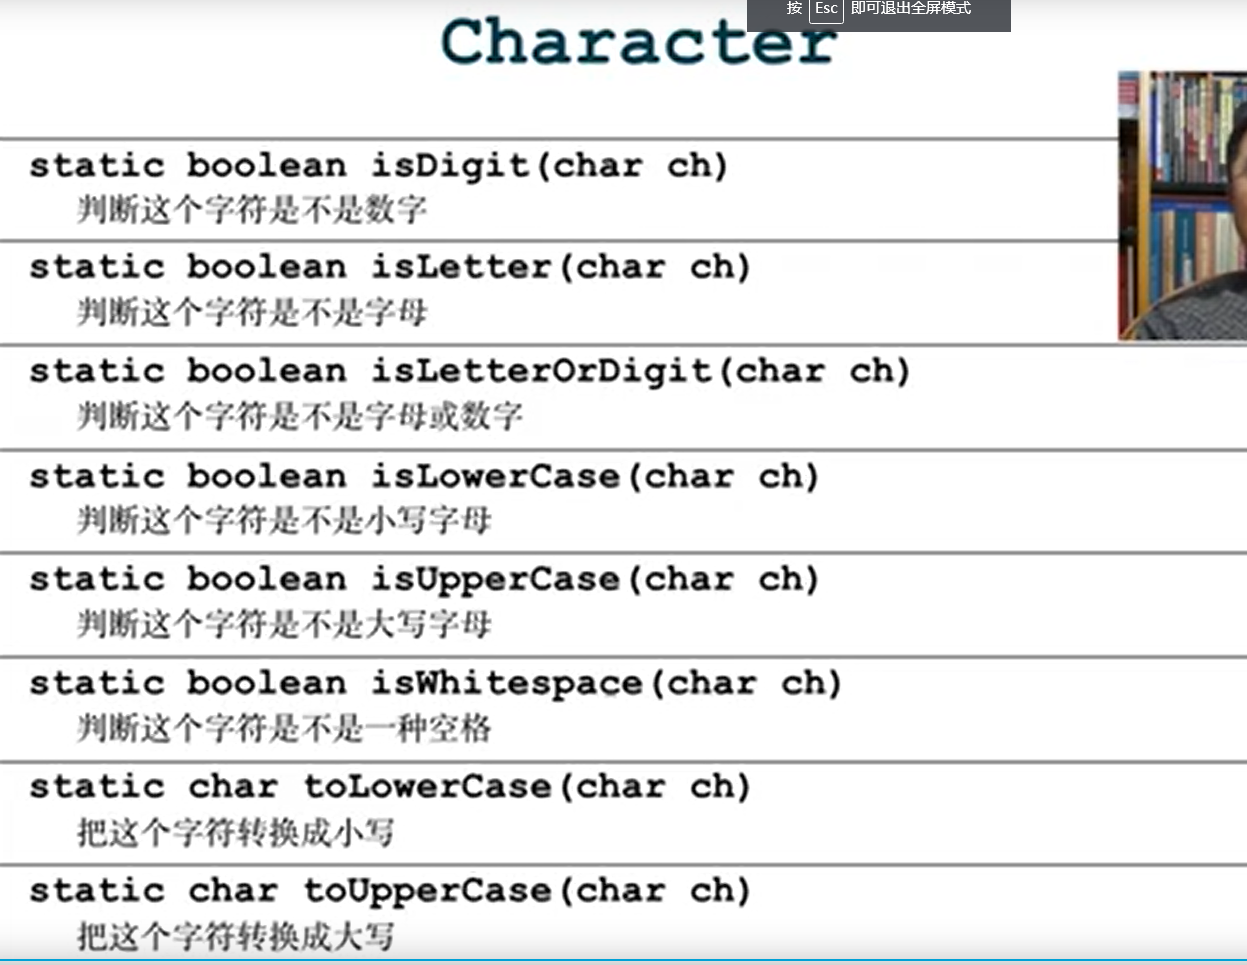 按 Esc 即可退出全屏模式
Character
static boolean isDigit(char ch)
判断这个字符是不是数字
static boolean isLetter(char ch)
判断这个字符是不是字母
static boolean isLetterOrDigit(char ch)
判断这个字符是不是字母或数字
static boolean isLowerCase(char ch)
判断这个字符是不是小写字母
static boolean isUpperCase(char ch)
判断这个字符是不是大写字母
static boolean isWhitespace(char ch)
判断这个字符是不是一种空格
static char toLowerCase(char ch)
把这个字符转换成小写
static char toUpperCase(char ch)
把这个字符转换成大写